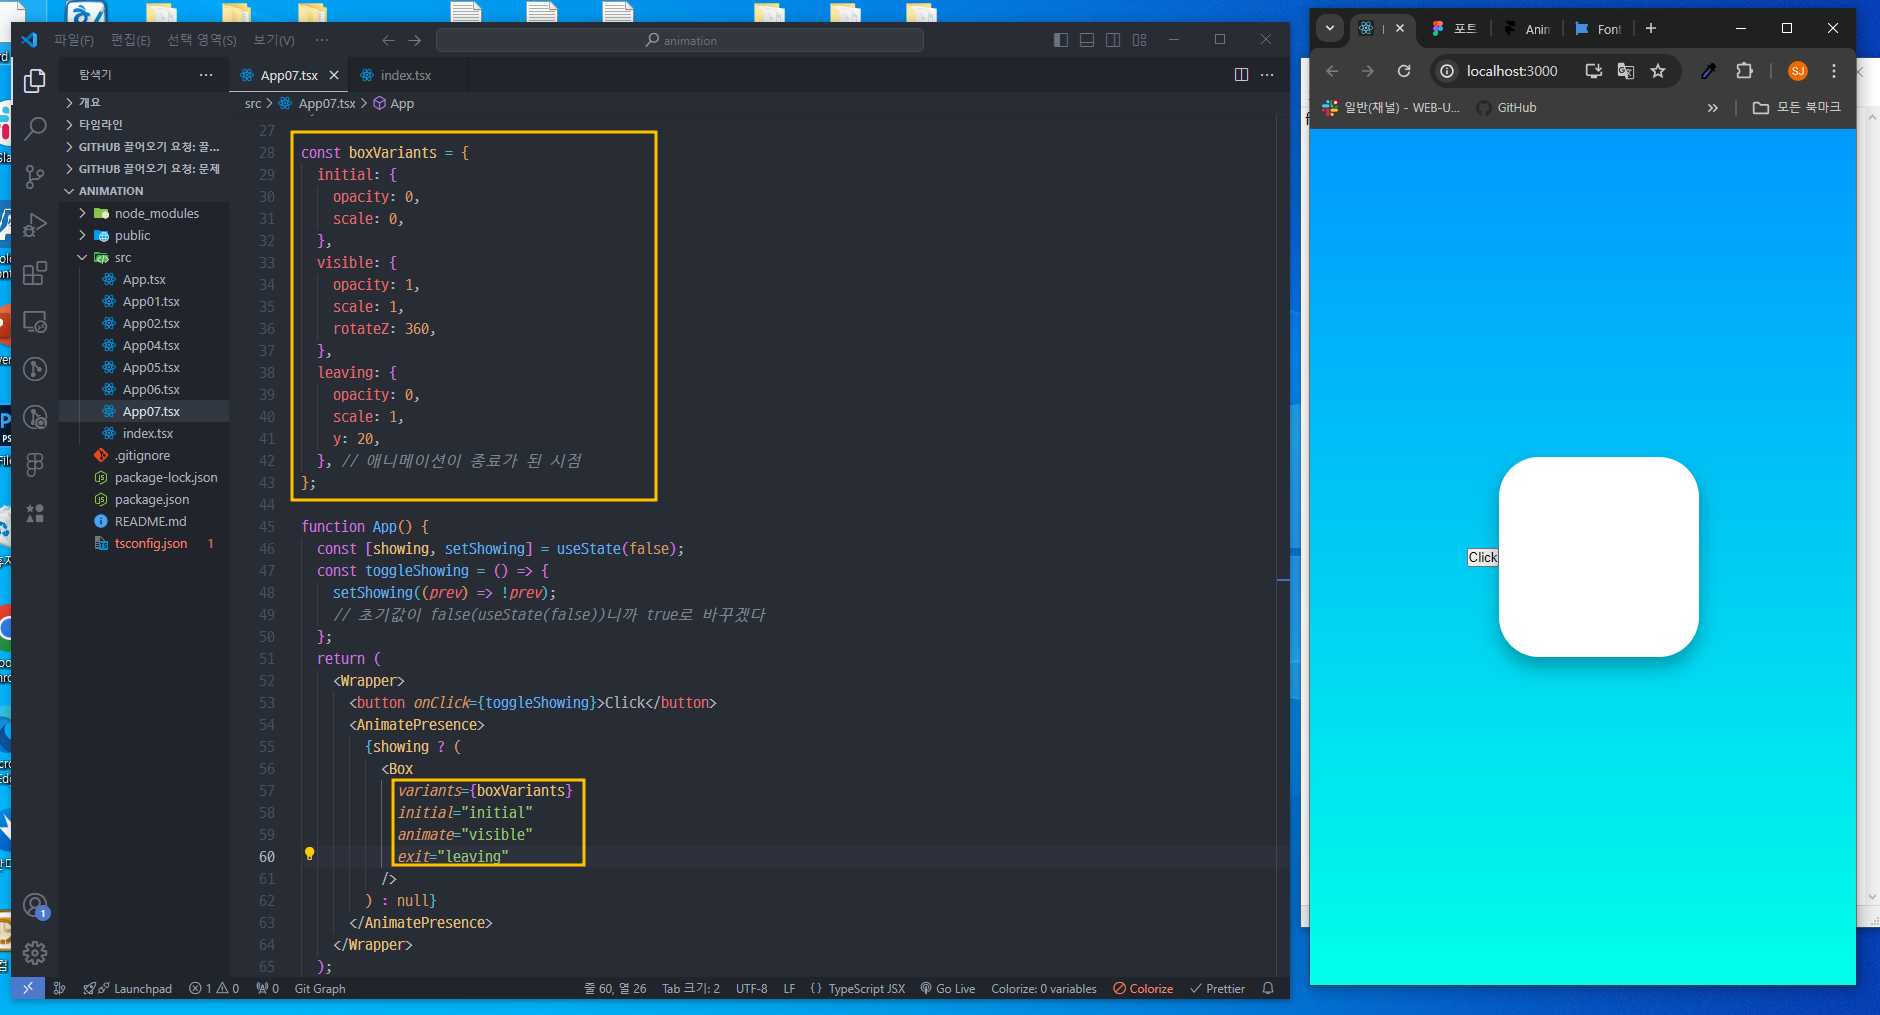 파일(F) 편집(E) 선택 영역(S) 보기(V) ···
animation
탐색기
개요
타임라인
GITHUB 끌어오기 요청: 끌...
GITHUB 끌어오기 요청: 문제
ANIMATION
node_modules
public
src
App.tsx
App01.tsx
App02.tsx
App04.tsx
App05.tsx
App06.tsx
App07.tsx
index.tsx
.gitignore
package-lock.json
package.json
README.md
tsconfig.json 1
App07.tsx index.tsx
src > App07.tsx > App
27
28 const boxVariants = {
29 initial: {
30 opacity: 0,
31 scale: 0,
32 },
33 visible: {
34 opacity: 1,
35 scale: 1,
36 rotateZ: 360,
37 },
38 leaving: {
39 opacity: 0,
40 scale: 1,
41 y: 20,
42 }, // 애니메이션이 종료가 된 시점
43 };
44
45 function App() {
46 const [showing, setShowing] = useState(false);
47 const toggleShowing = () => {
48 setShowing((prev) => !prev);
49 // 초기값이 false(useState(false))니까 true로 바꾸겠다
50 };
51 return (
52 <Wrapper>
53 <button onClick={toggleShowing}>Click</button>
54 <AnimatePresence>
55 {showing ? (
56 <Box
57 variants={boxVariants}
58 initial="initial"
59 animate="visible"
60 exit="leaving"
61 />
62 ) : null}
63 </AnimatePresence>
64 </Wrapper>
65 );
1
Launchpad 1 0 0 Git Graph
줄 60, 열 26 Tab 크기: 2 UTF-8 LF {} TypeScript JSX Go Live Colorize: 0 variables Colorize Prettier
포트 Anin Font
localhost:3000 SJ
일반(채널) - WEB-U... GitHub » 모든 북마크
Click